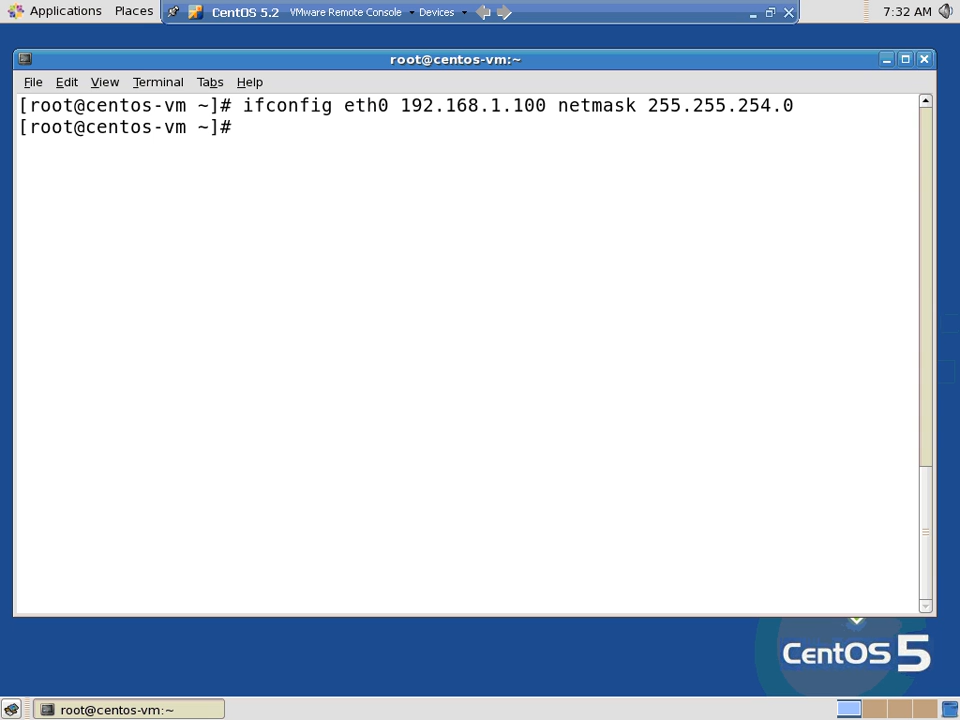 Applications Places CentOS 5.2 VMware Remote Console Devices 7:32 AM
root@centos-vm:~
File Edit View Terminal Tabs Help
[root@centos-vm ~]# ifconfig eth0 192.168.1.100 netmask 255.255.254.0
[root@centos-vm ~]#
CentOS 5
root@centos-vm:~